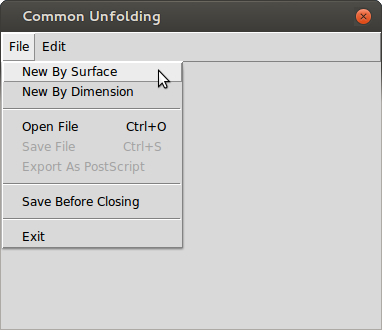 Common Unfolding
File Edit
New By Surface
New By Dimension
Open File Ctrl+O
Save File Ctrl+S
Export As PostScript
Save Before Closing
Exit